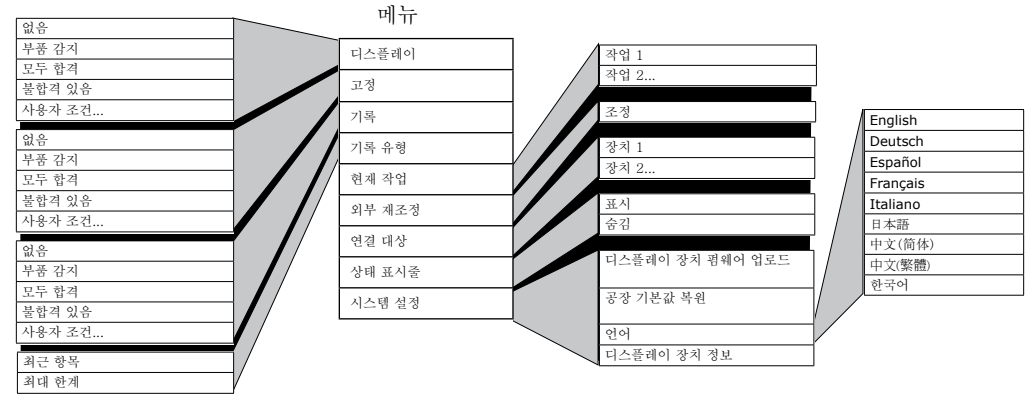 메뉴
없음
부품 감지
모두 합격
불합격 있음
사용자 조건...
없음
부품 감지
모두 합격
불합격 있음
사용자 조건...
없음
부품 감지
모두 합격
불합격 있음
사용자 조건...
최근 항목
최대 한계
디스플레이
고정
기록
기록 유형
현재 작업
외부 재조정
연결 대상
상태 표시줄
시스템 설정
작업 1
작업 2...
조정
장치 1
장치 2...
표시
숨김
디스플레이 장치 펌웨어 업로드
공장 기본값 복원
언어
디스플레이 장치 정보
English
Deutsch
Español
Français
Italiano
日本語
中文(简体)
中文(繁體)
한국어